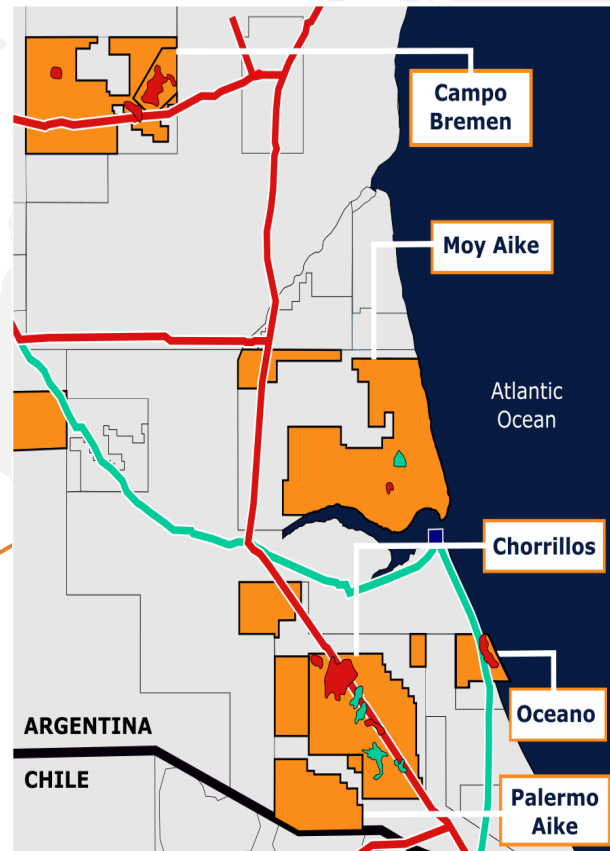 Campo
Bremen
Moy Aike
Atlantic
Ocean
Chorrillos
Oceano
ARGENTINA
CHILE
Palermo
Aike